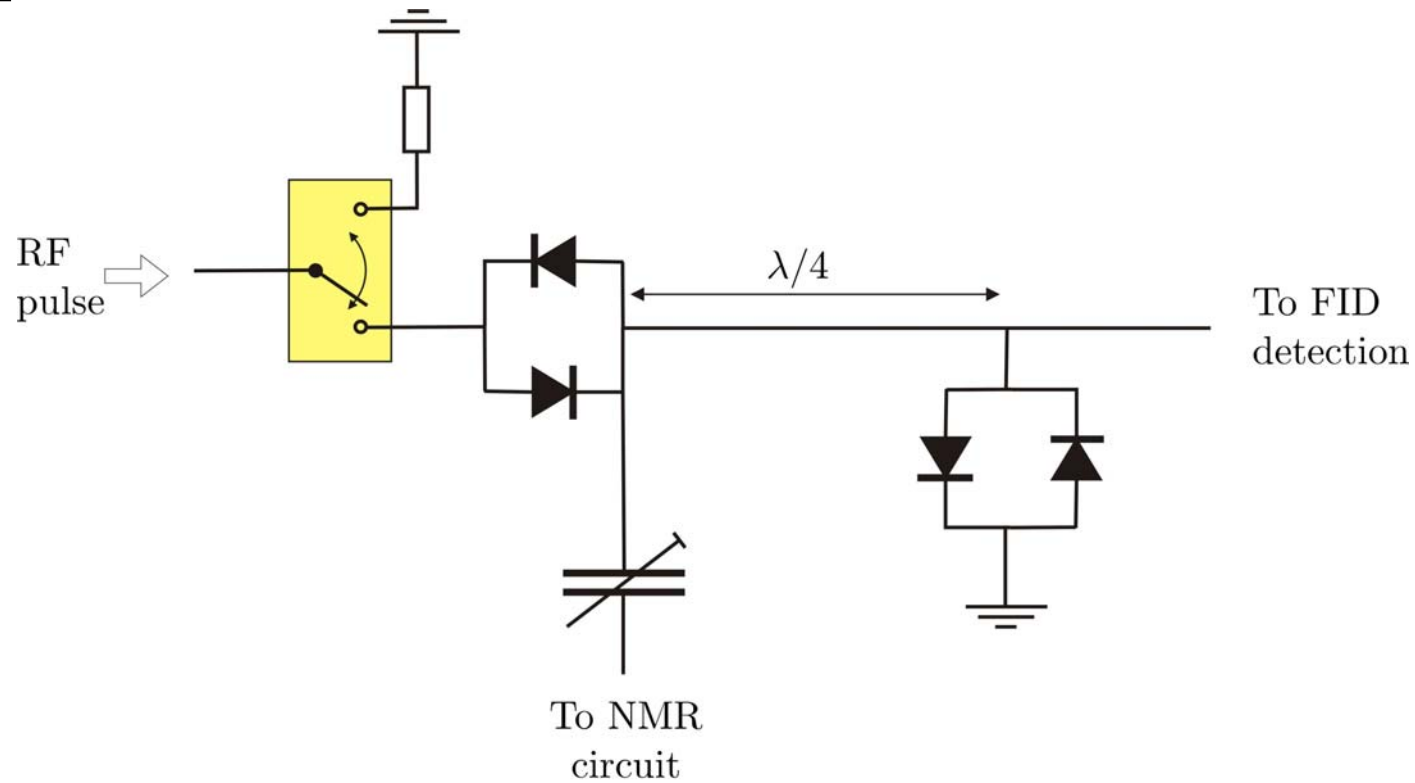 RF
pulse
λ/4
To FID
detection
To NMR
circuit